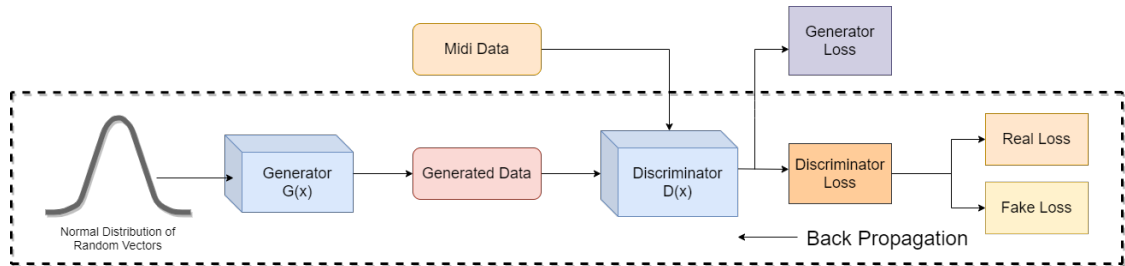 Midi Data
Generator
Loss
Generator
G(x)
Generated Data
Discriminator
D(x)
Discriminator
Loss
Real Loss
Fake Loss
Normal Distribution of
Random Vectors
Back Propagation